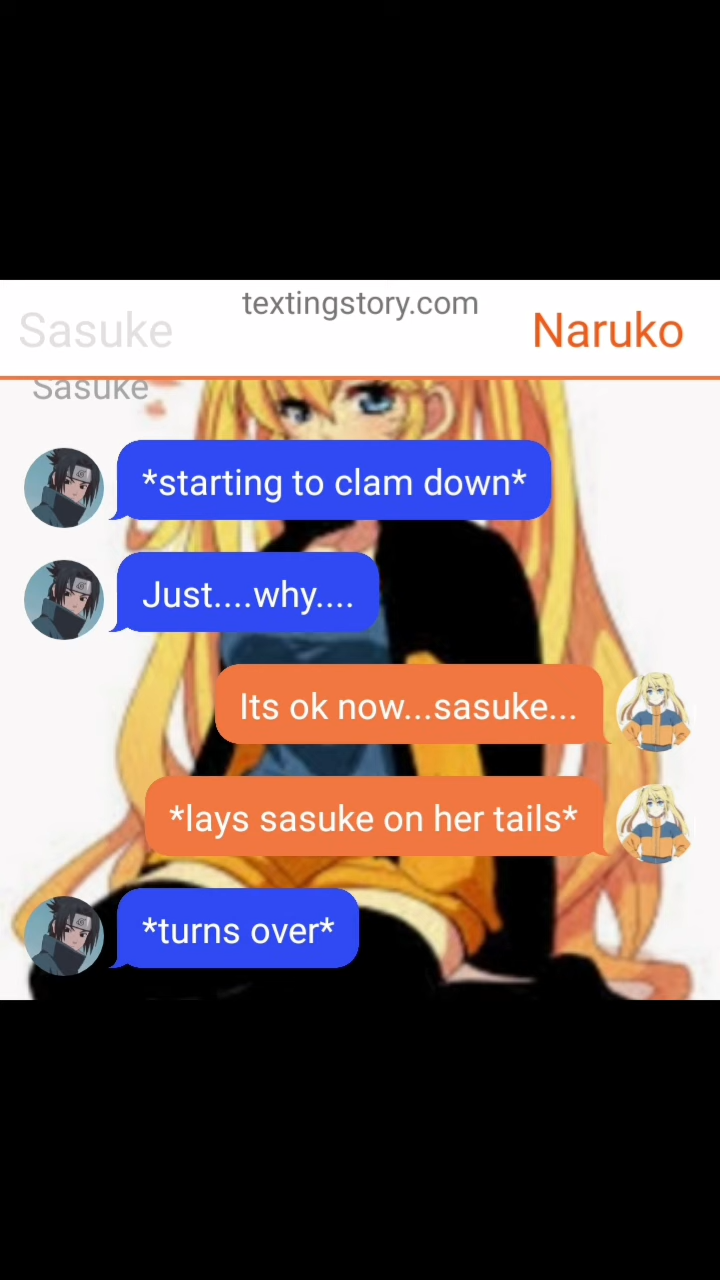 textingstory.com
Sasuke
Naruko
Sasuke
*starting to clam down*
Just....why....
Its ok now...sasuke...
*lays sasuke on her tails*
*turns over*